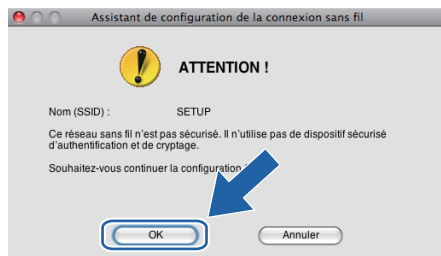 Assistant de configuration de la connexion sans fil
ATTENTION !
Nom (SSID) : SETUP
Ce réseau sans fil n'est pas sécurisé. Il n'utilise pas de dispositif sécurisé
d'authentification et de cryptage.
Souhaitez-vous continuer la configuration
OK Annuler